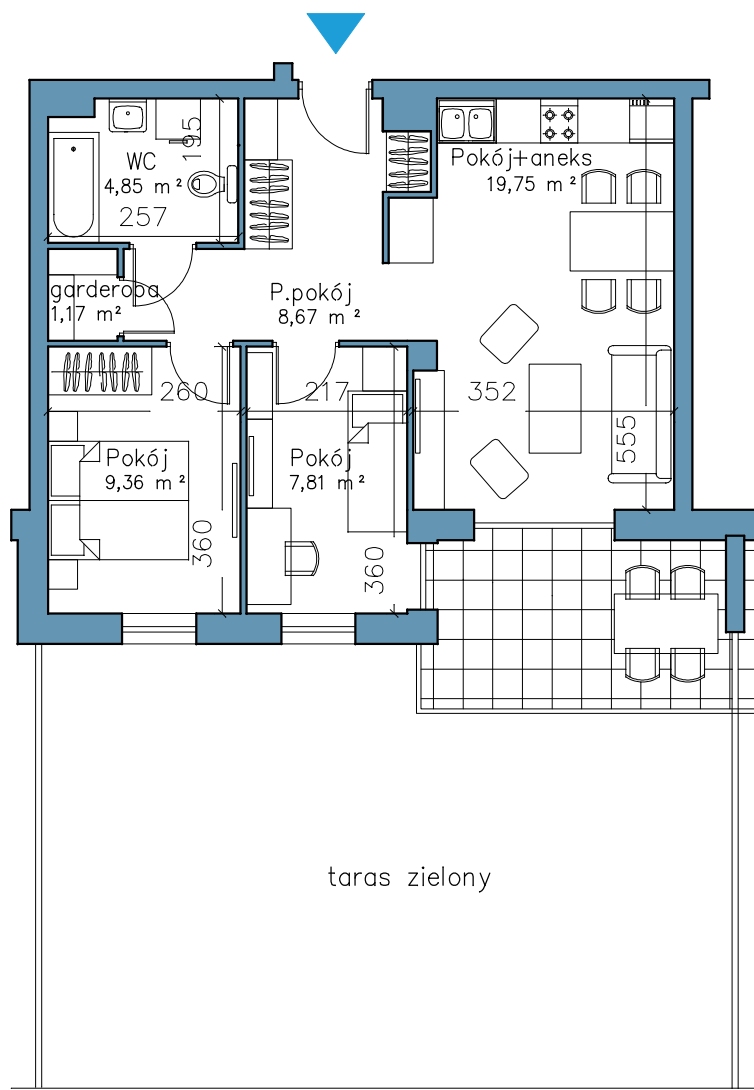 WC
4,85 m²
257
195
Pokój+aneks
19,75 m²
garderoba
1,17 m²
P.pokój
8,67 m²
260
217
352
555
Pokój
9,36 m²
360
Pokój
7,81 m²
360
taras zielony